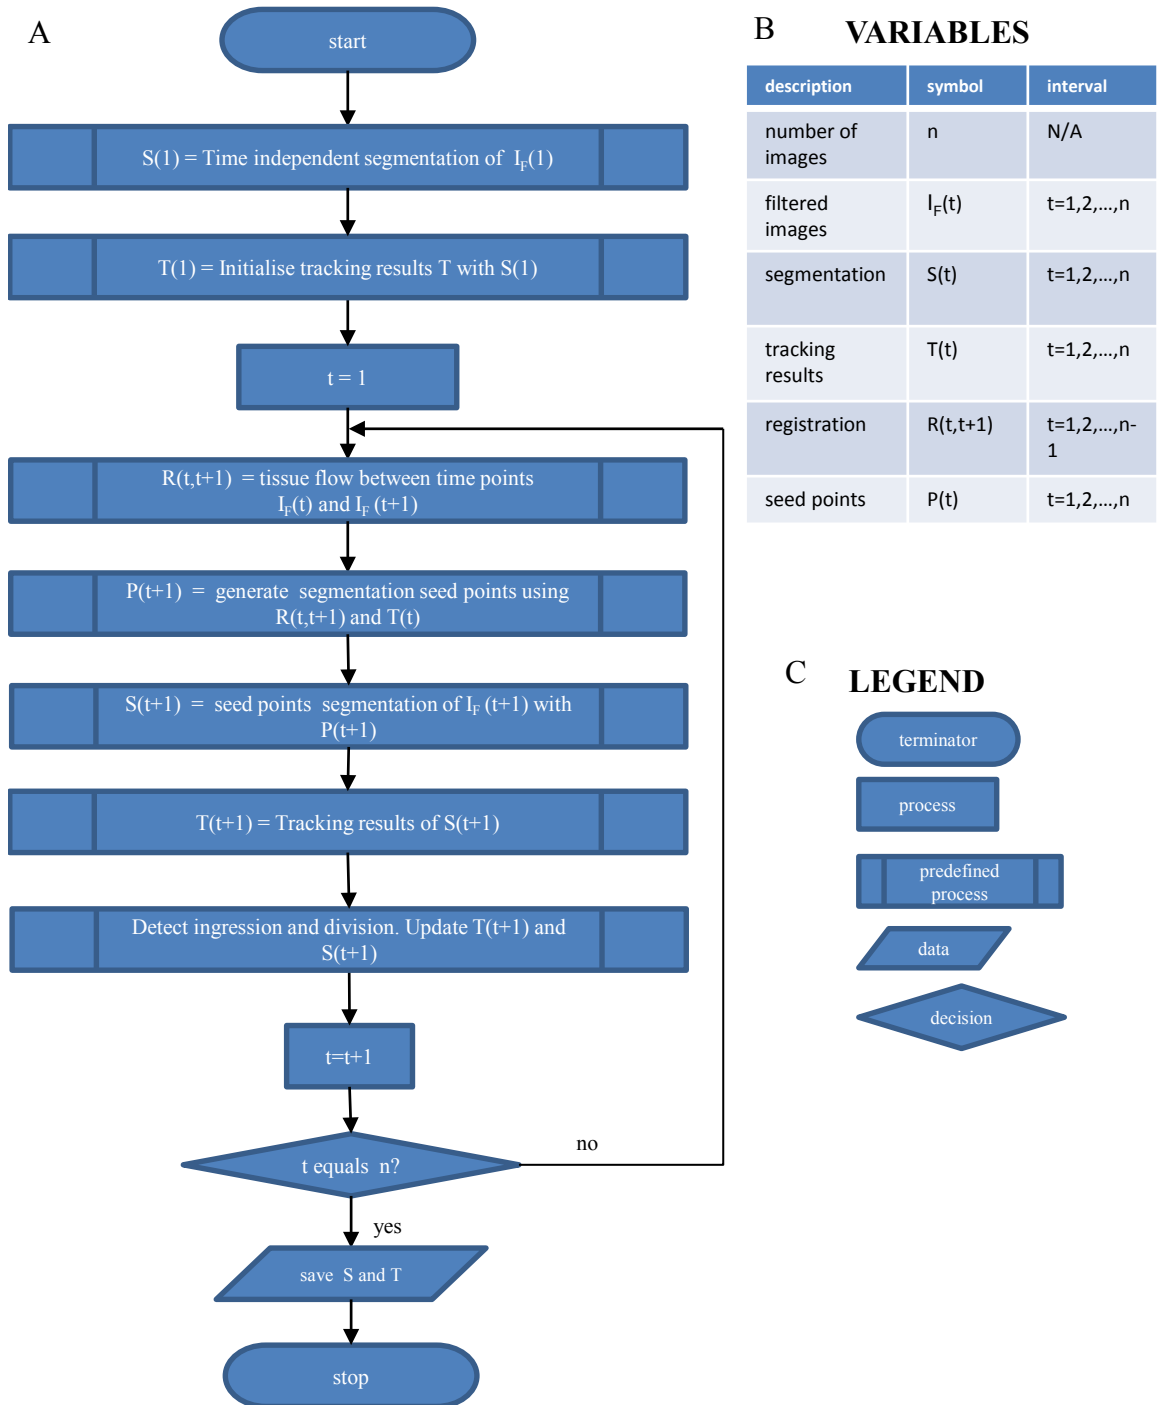 A
start
S(1) = Time independent segmentation of I_F(1)
T(1) = Initialise tracking results T with S(1)
t = 1
R(t,t+1) = tissue flow between time points
I_F(t) and I_F (t+1)
P(t+1) = generate segmentation seed points using
R(t,t+1) and T(t)
S(t+1) = seed points segmentation of I_F (t+1) with
P(t+1)
T(t+1) = Tracking results of S(t+1)
Detect ingression and division. Update T(t+1) and
S(t+1)
t=t+1
t equals n?
no
yes
save S and T
stop
B
VARIABLES
description symbol interval
number of n N/A
images
filtered I_F(t) t=1,2,...,n
images
segmentation S(t) t=1,2,...,n
tracking T(t) t=1,2,...,n
results
registration R(t,t+1) t=1,2,...,n-
1
seed points P(t) t=1,2,...,n
C
LEGEND
terminator
process
predefined
process
data
decision